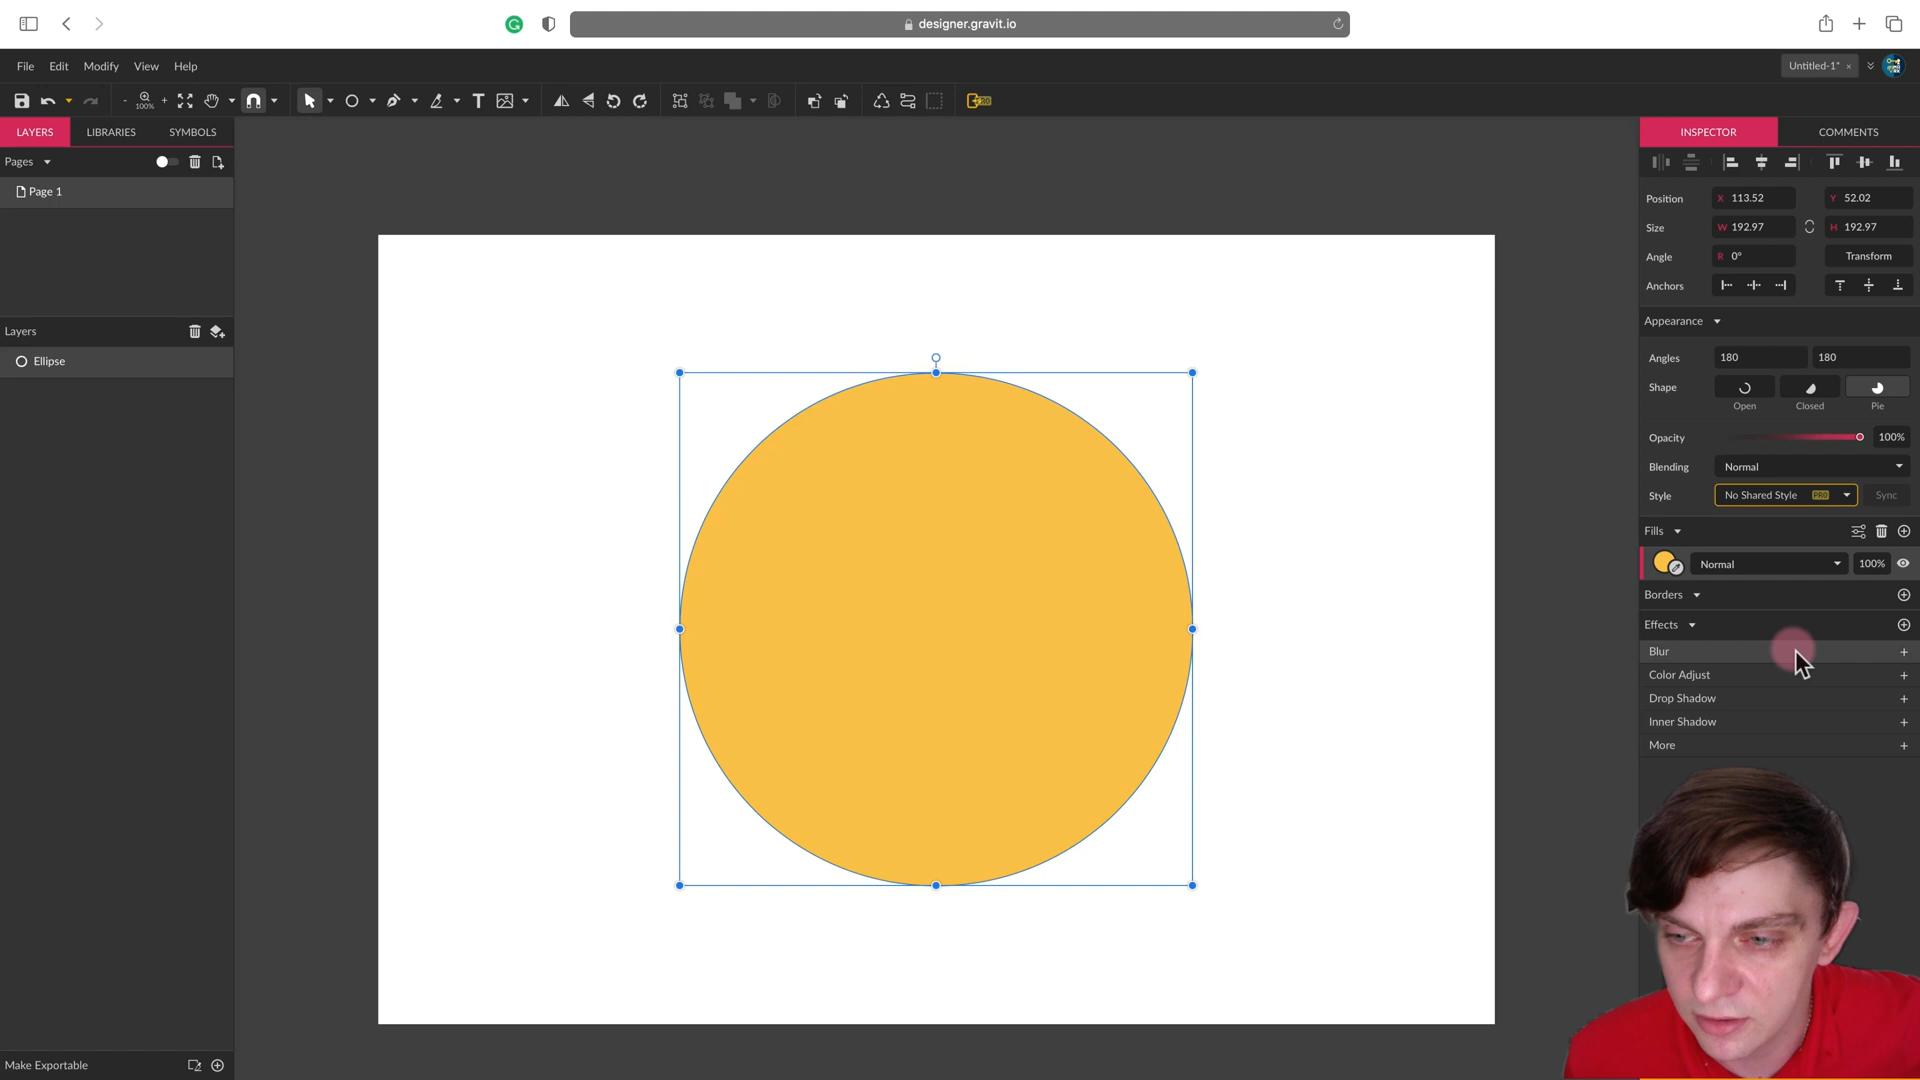 designer.gravit.io
File Edit Modify View Help
Untitled-1* ×
- 100% +
T
PRO
LAYERS LIBRARIES SYMBOLS
INSPECTOR COMMENTS
Pages
Page 1
Position X 113.52 Y 52.02
Size W 192.97 H 192.97
Angle R 0° Transform
Anchors
Appearance
Layers
Ellipse
Angles 180 180
Shape
Open Closed Pie
Opacity 100%
Blending Normal
Style No Shared Style PRO Sync
Fills
Normal 100%
Borders
Effects
Blur +
Color Adjust +
Drop Shadow +
Inner Shadow +
More +
Make Exportable